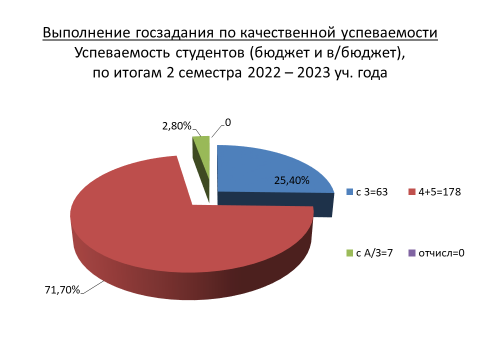 Выполнение госзадания по качественной успеваемости
Успеваемость студентов (бюджет и в/бюджет),
по итогам 2 семестра 2022 – 2023 уч. года
2,80%
0
25,40%
с 3=63
4+5=178
с А/З=7
отчисл=0
71,70%